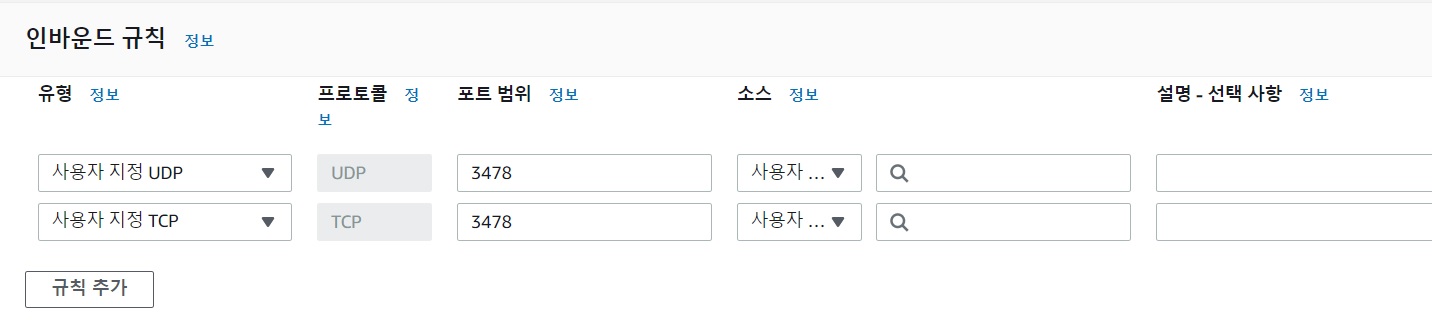 인바운드 규칙 정보
유형 정보 프로토콜 정보 포트 범위 정보 소스 정보 설명 - 선택 사항 정보
사용자 지정 UDP UDP 3478 사용자 ...
사용자 지정 TCP TCP 3478 사용자 ...
규칙 추가